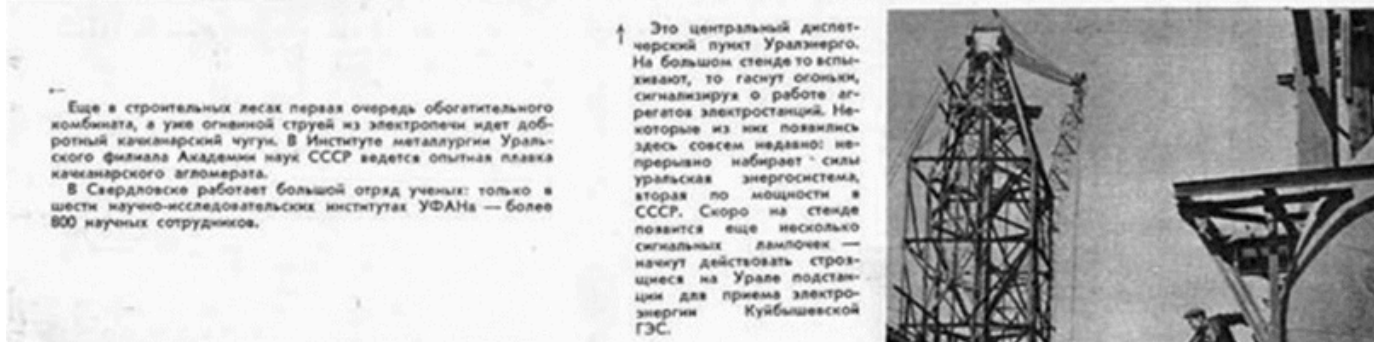 Еще в строительных лесах первая очередь обогатительного
комбината, а уже огненной струей из электропечи идет доб-
ротный качканарский чугун. В Институте металлургии Ураль-
ского филиала Академии наук СССР ведется опытная плавка
качканарского агломерата.
В Свердловске работает большой отряд ученых: только в
шести научно-исследовательских институтах УФАНа — более
800 научных сотрудников.
Это центральный диспет-
черский пункт Уралэнерго.
На большом стенде то вспы-
хивают, то гаснут огоньки,
сигнализируя о работе аг-
регатов электростанций. Не-
которые из них появились
здесь совсем недавно: не-
прерывно набирает силы
уральская энергосистема,
вторая по мощности в
СССР. Скоро на стенде
появится еще несколько
сигнальных лампочек —
начнут действовать строя-
щиеся на Урале подстан-
ции для приема электро-
энергии Куйбышевской
ГЭС.